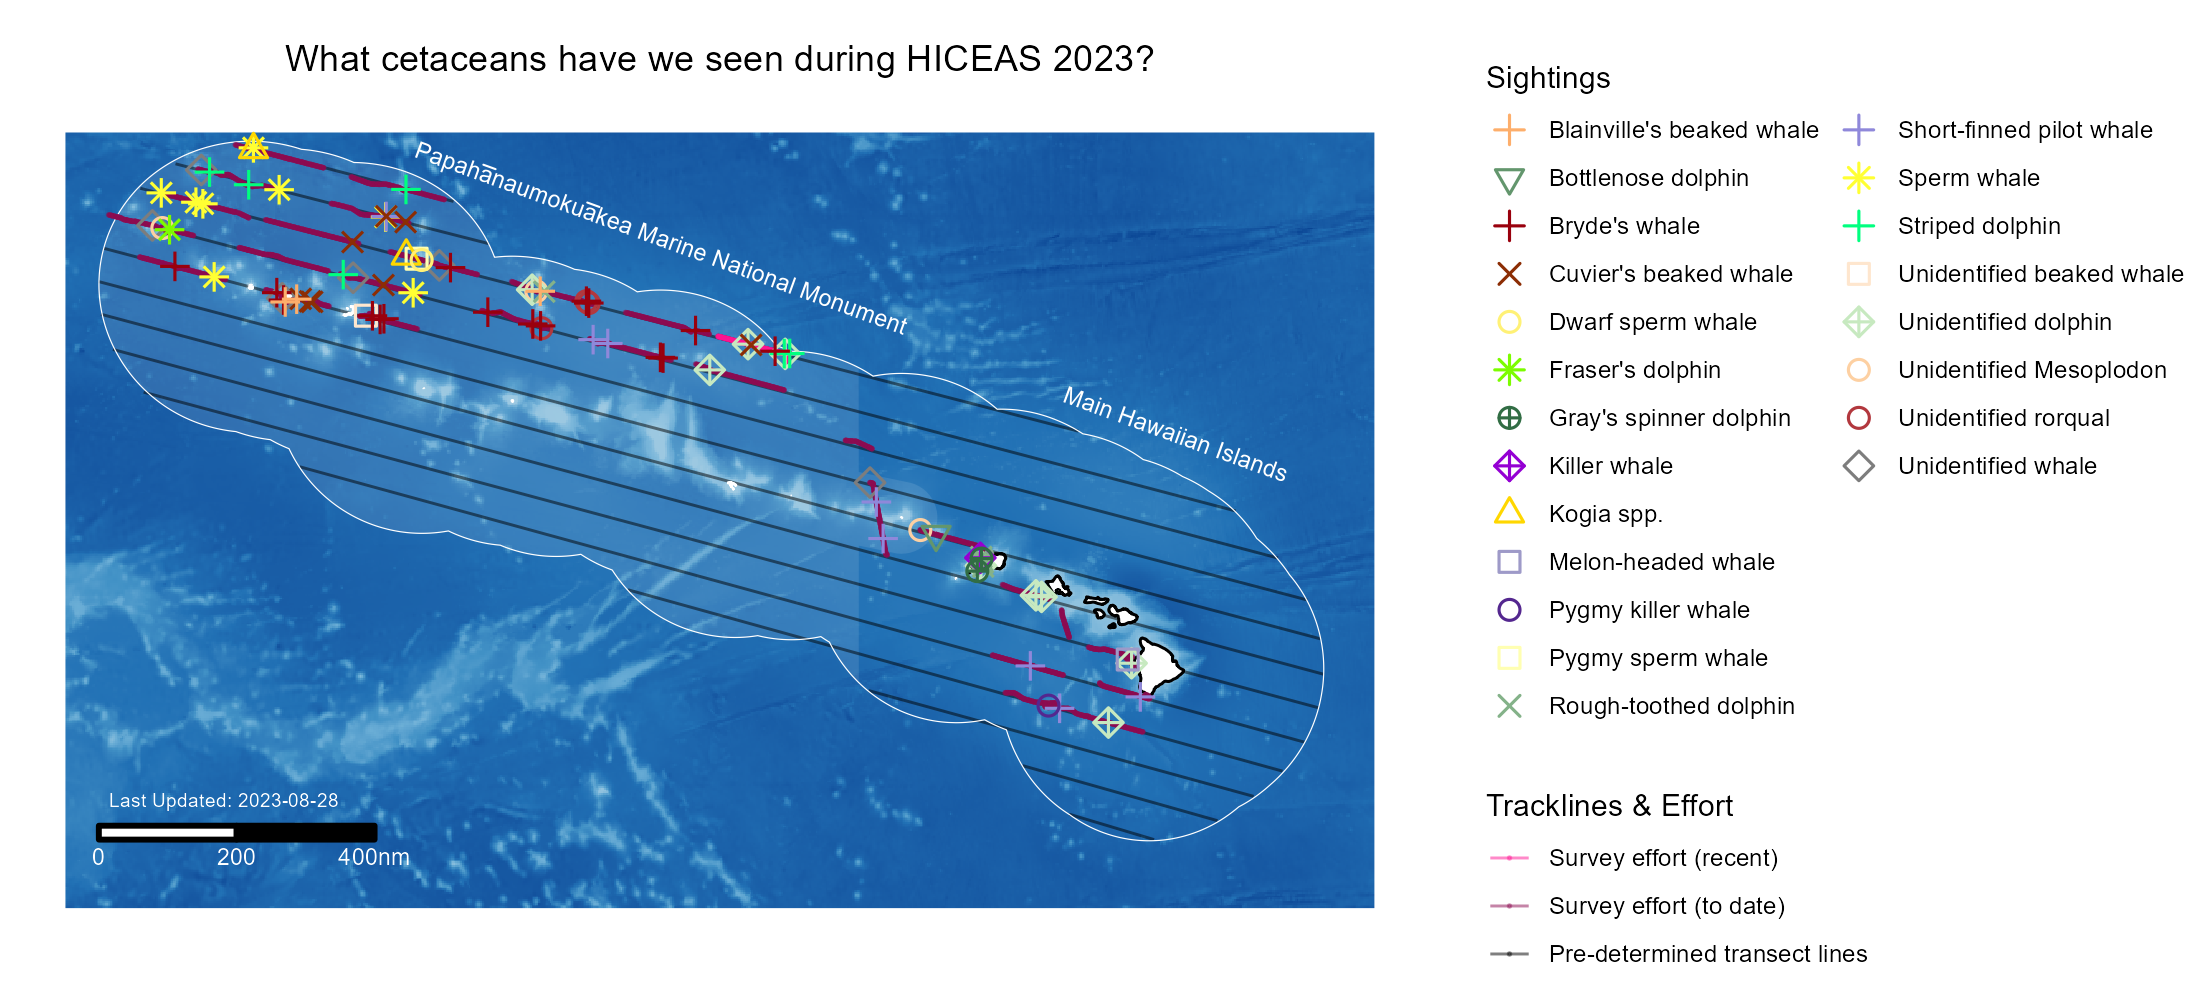 What cetaceans have we seen during HICEAS 2023?
Papahānaumokuākea Marine National Monument
Main Hawaiian Islands
Last Updated: 2023-08-28
0 200 400nm
Sightings
Blainville's beaked whale
Bottlenose dolphin
Bryde's whale
Cuvier's beaked whale
Dwarf sperm whale
Fraser's dolphin
Gray's spinner dolphin
Killer whale
Kogia spp.
Melon-headed whale
Pygmy killer whale
Pygmy sperm whale
Rough-toothed dolphin
Short-finned pilot whale
Sperm whale
Striped dolphin
Unidentified beaked whale
Unidentified dolphin
Unidentified Mesoplodon
Unidentified rorqual
Unidentified whale
Tracklines & Effort
Survey effort (recent)
Survey effort (to date)
Pre-determined transect lines